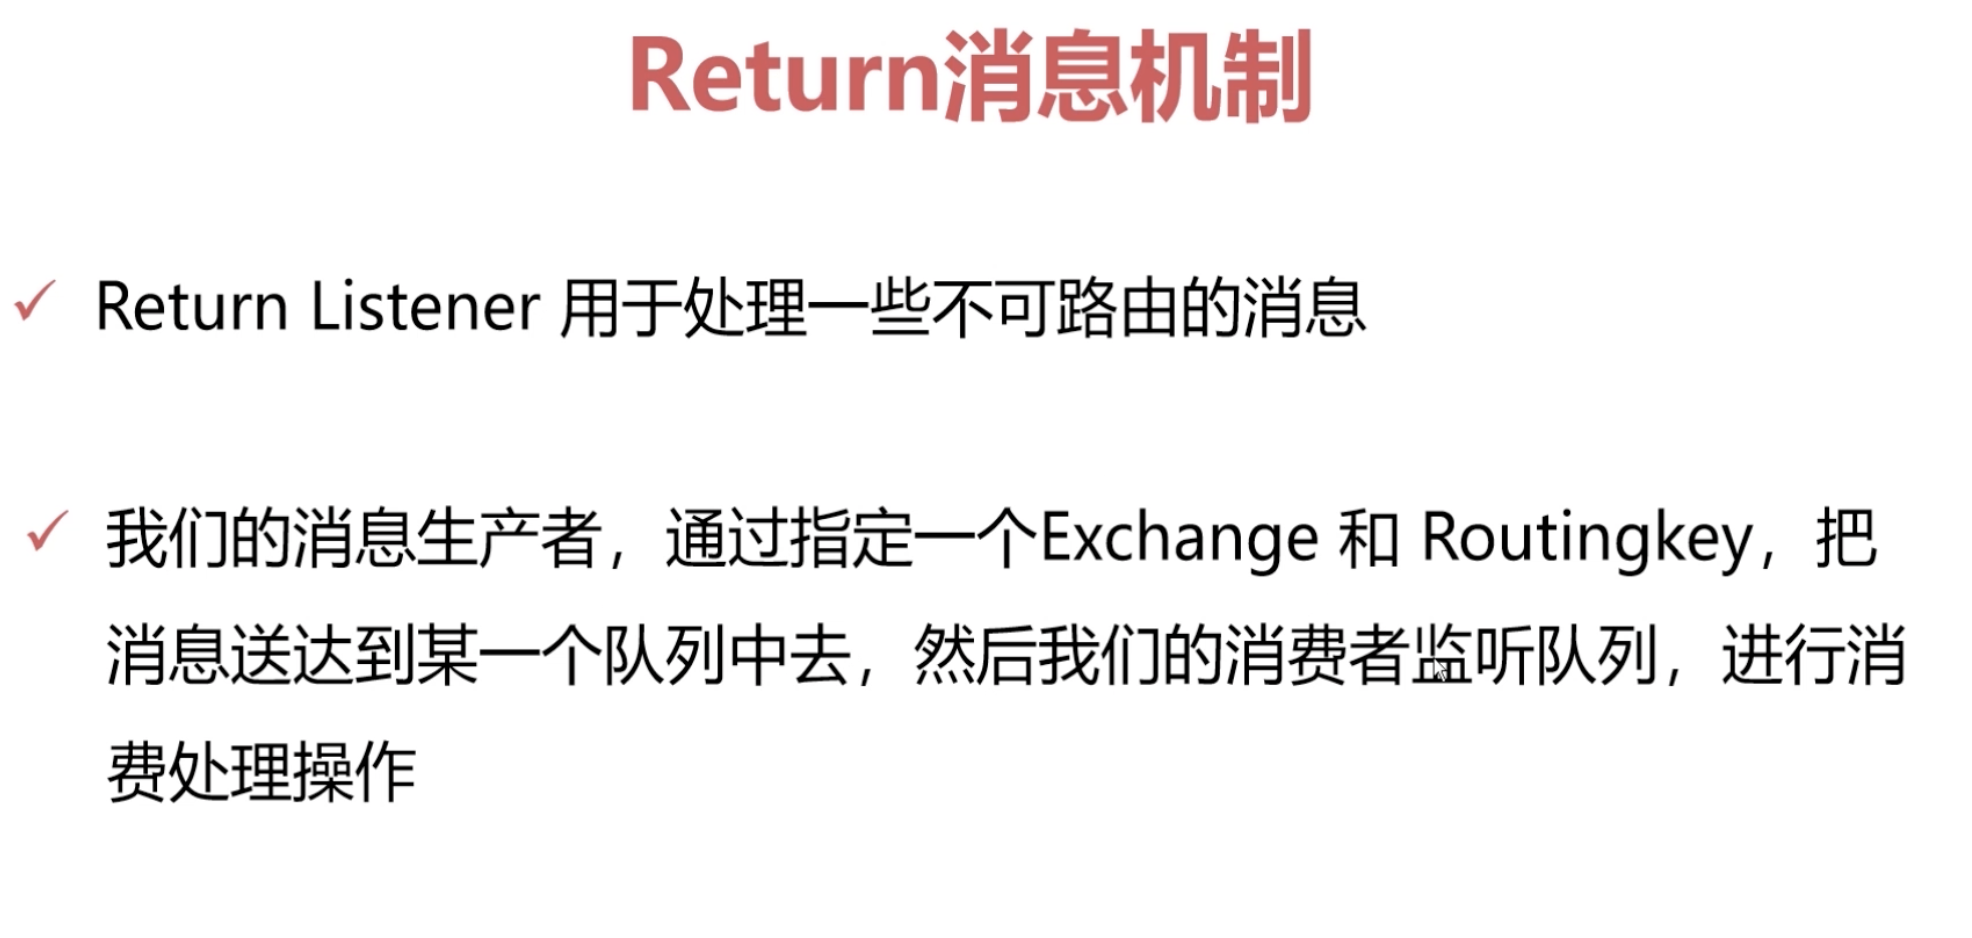 Return消息机制
Return Listener 用于处理一些不可路由的消息
我们的消息生产者，通过指定一个Exchange 和 Routingkey，把
消息送达到某一个队列中去，然后我们的消费者监听队列，进行消
费处理操作